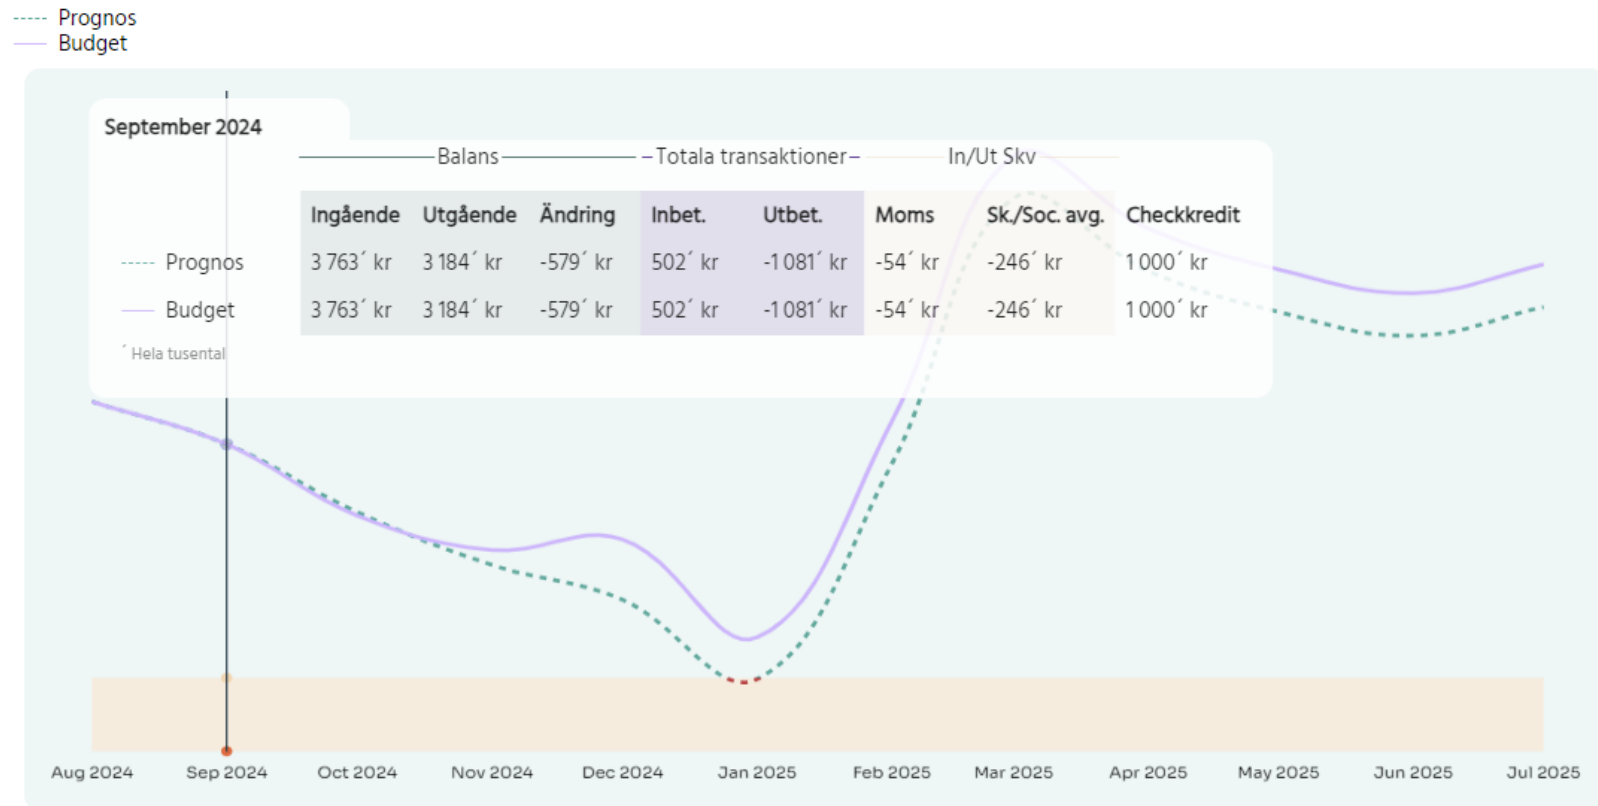 Prognos
Budget
September 2024
Balans Totala transaktioner In/Ut Skv
Ingående Utgående Ändring Inbet. Utbet. Moms Sk./Soc. avg. Checkkredit
Prognos 3 763´ kr 3 184´ kr -579´ kr 502´ kr -1 081´ kr -54´ kr -246´ kr 1 000´ kr
Budget 3 763´ kr 3 184´ kr -579´ kr 502´ kr -1 081´ kr -54´ kr -246´ kr 1 000´ kr
´ Hela tusental
Aug 2024 Sep 2024 Oct 2024 Nov 2024 Dec 2024 Jan 2025 Feb 2025 Mar 2025 Apr 2025 May 2025 Jun 2025 Jul 2025